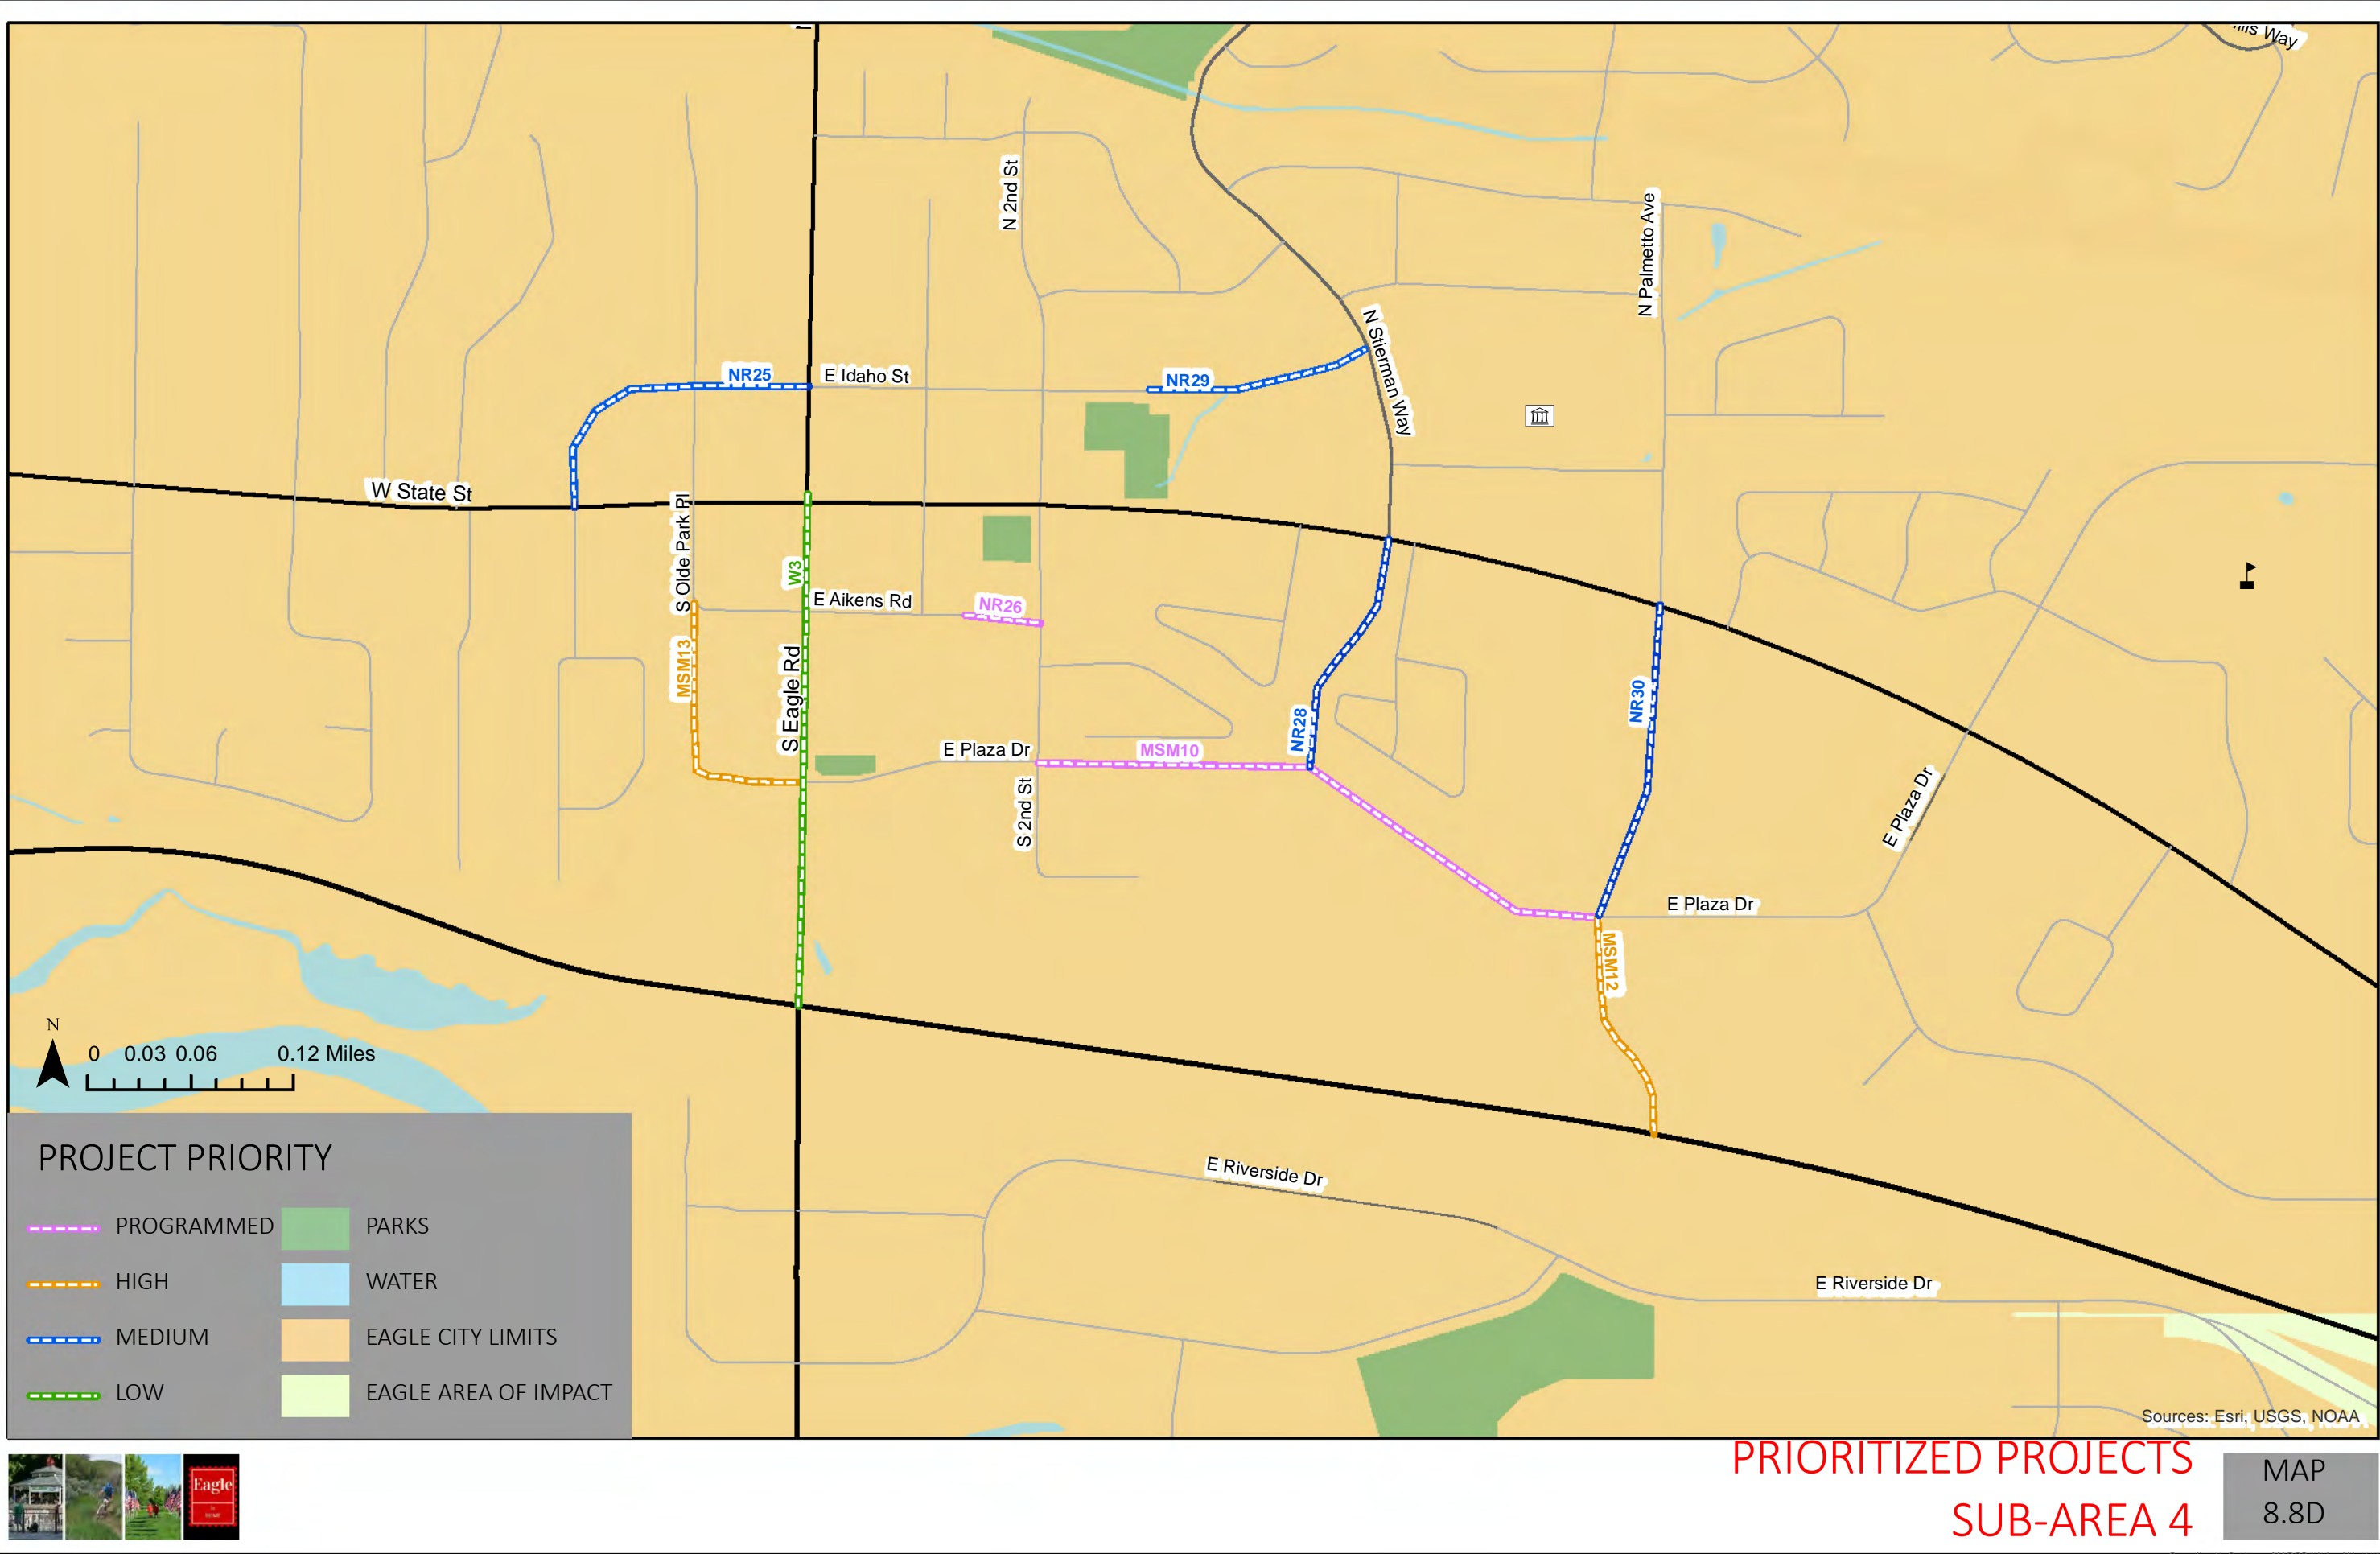 N 2nd St
N Palmetto Ave
N Stierman Way
NR25
E Idaho St
NR29
W State St
S Olde Park Pl
W3
E Aikens Rd
NR26
MSM13
S Eagle Rd
NR28
NR30
E Plaza Dr
MSM10
S 2nd St
E Plaza Dr
E Plaza Dr
MSM12
N
0 0.03 0.06 0.12 Miles
E Riverside Dr
E Riverside Dr
PROJECT PRIORITY
PROGRAMMED PARKS
HIGH WATER
MEDIUM EAGLE CITY LIMITS
LOW EAGLE AREA OF IMPACT
Sources: Esri, USGS, NOAA
Eagle
PRIORITIZED PROJECTS
SUB-AREA 4
MAP
8.8D